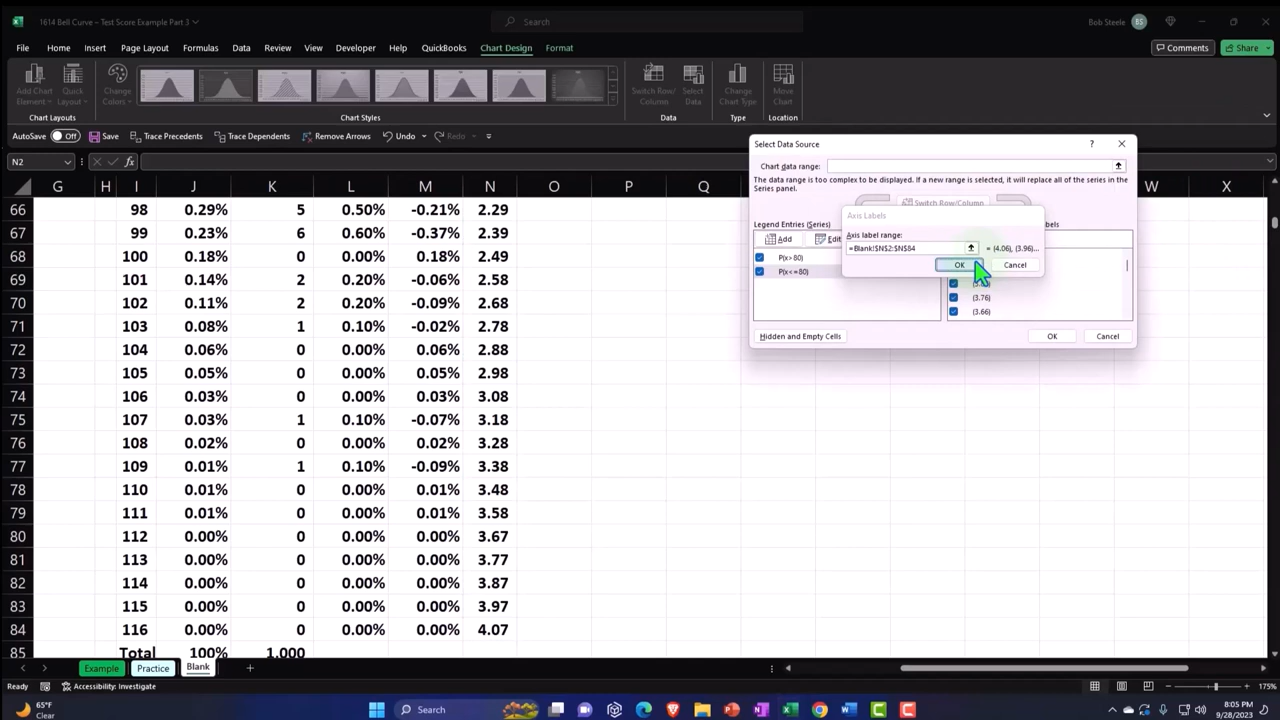 1614 Bell Curve – Test Score Example Part 3
Search
Bob Steele
BS
File Home Insert Page Layout Formulas Data Review View Developer Help QuickBooks Chart Design Format
Comments
Share
Add Chart Element
Quick Layout
Change Colors
Switch Row/ Column
Select Data
Change Chart Type
Move Chart
Chart Layouts
Chart Styles
Data
Type
Location
AutoSave Off Save Trace Precedents Trace Dependents Remove Arrows Undo Redo
N2
fx
G H I K L M N O P Q W X
66 98 0.29% 5 0.50% -0.21% 2.29
67 99 0.23% 6 0.60% -0.37% 2.39
68 100 0.18% 0 0.00% 0.18% 2.49
69 101 0.14% 2 0.20% -0.06% 2.58
70 102 0.11% 2 0.20% -0.09% 2.68
71 103 0.08% 1 0.10% -0.02% 2.78
72 104 0.06% 0 0.00% 0.06% 2.88
73 105 0.05% 0 0.00% 0.05% 2.98
74 106 0.03% 0 0.00% 0.03% 3.08
75 107 0.03% 1 0.10% -0.07% 3.18
76 108 0.02% 0 0.00% 0.02% 3.28
77 109 0.01% 1 0.10% -0.09% 3.38
78 110 0.01% 0 0.00% 0.01% 3.48
79 111 0.01% 0 0.00% 0.01% 3.58
80 112 0.00% 0 0.00% 0.00% 3.67
81 113 0.00% 0 0.00% 0.00% 3.77
82 114 0.00% 0 0.00% 0.00% 3.87
83 115 0.00% 0 0.00% 0.00% 3.97
84 116 0.00% 0 0.00% 0.00% 4.07
85 Total 100% 1,000
Select Data Source
?
Chart data range:
The data range is too complex to be displayed. If a new range is selected, it will replace all of the series in the Series panel.
Switch Row/Column
Legend Entries (Series)
Add
Edit
P(x>80)
P(x<=80)
Axis Labels
Axis label range:
=Blank!$N$2:$N$84
= (4.06), (3.96)...
OK
Cancel
(3.76)
(3.66)
Hidden and Empty Cells
OK
Cancel
Example Practice Blank
Ready
Accessibility: Investigate
175%
65°F
Clear
Search
8:05 PM
9/28/2023